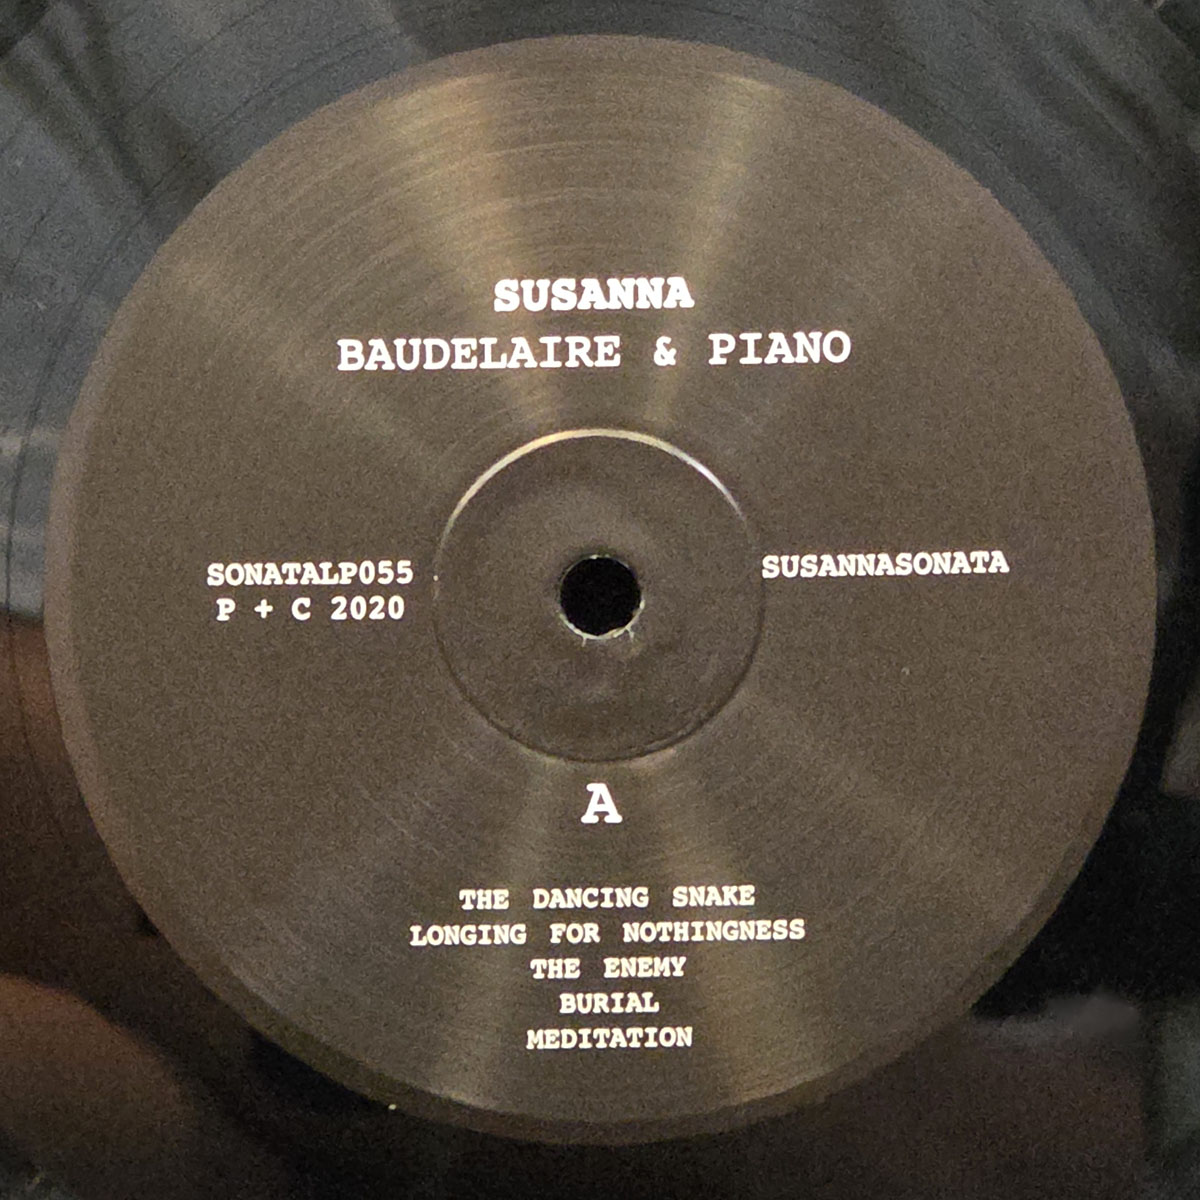 SUSANNA
BAUDELAIRE & PIANO
SONATALP055
P + C 2020
SUSANNASONATA
A
THE DANCING SNAKE
LONGING FOR NOTHINGNESS
THE ENEMY
BURIAL
MEDITATION